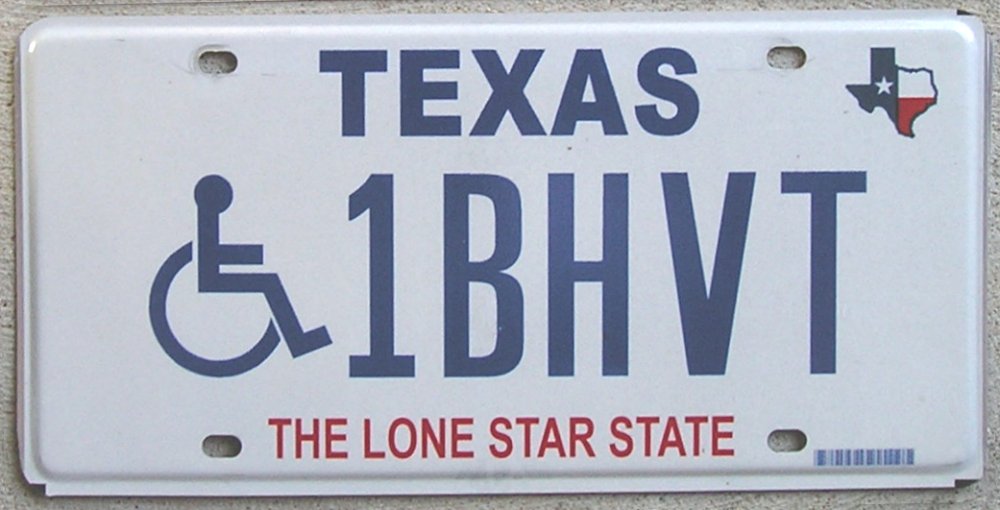 TEXAS
1BHVT
THE LONE STAR STATE